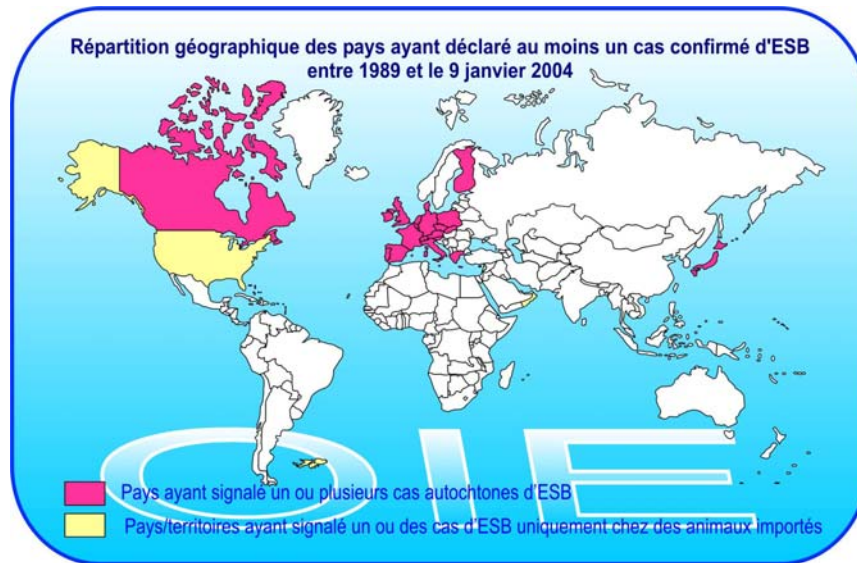 Répartition géographique des pays ayant déclaré au moins un cas confirmé d'ESB
entre 1989 et le 9 janvier 2004
OIE
Pays ayant signalé un ou plusieurs cas autochtones d'ESB
Pays/territoires ayant signalé un ou des cas d'ESB uniquement chez des animaux importés